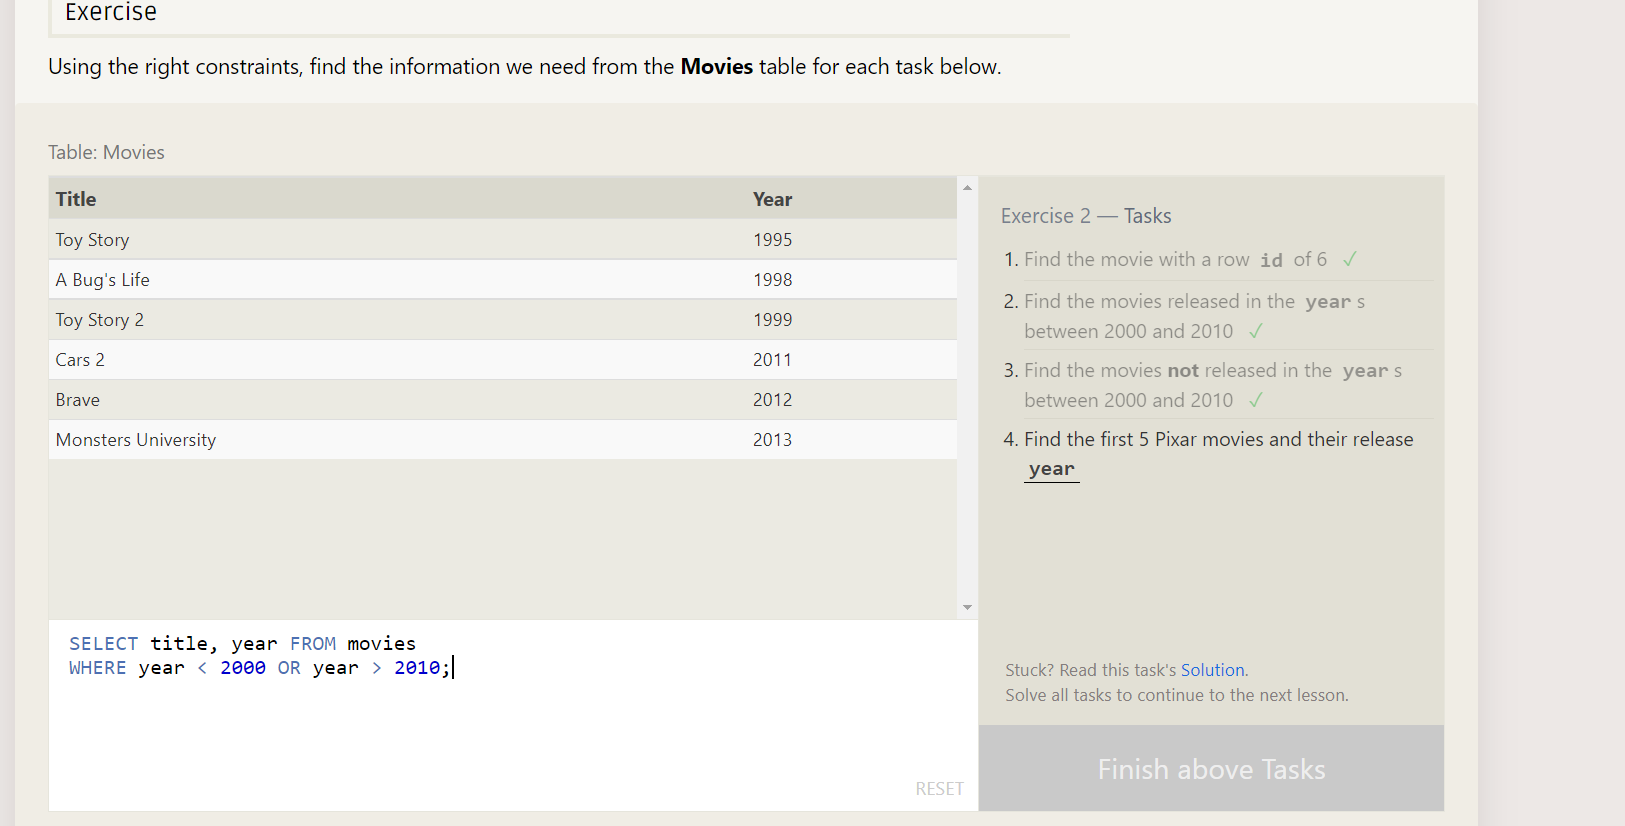 Exercise
Using the right constraints, find the information we need from the Movies table for each task below.
Table: Movies
Title Year
Toy Story 1995
A Bug's Life 1998
Toy Story 2 1999
Cars 2 2011
Brave 2012
Monsters University 2013
SELECT title, year FROM movies
WHERE year < 2000 OR year > 2010;
RESET
Exercise 2 — Tasks
1. Find the movie with a row id of 6 ✓
2. Find the movies released in the year s
between 2000 and 2010 ✓
3. Find the movies not released in the year s
between 2000 and 2010 ✓
4. Find the first 5 Pixar movies and their release
year
Stuck? Read this task's Solution.
Solve all tasks to continue to the next lesson.
Finish above Tasks